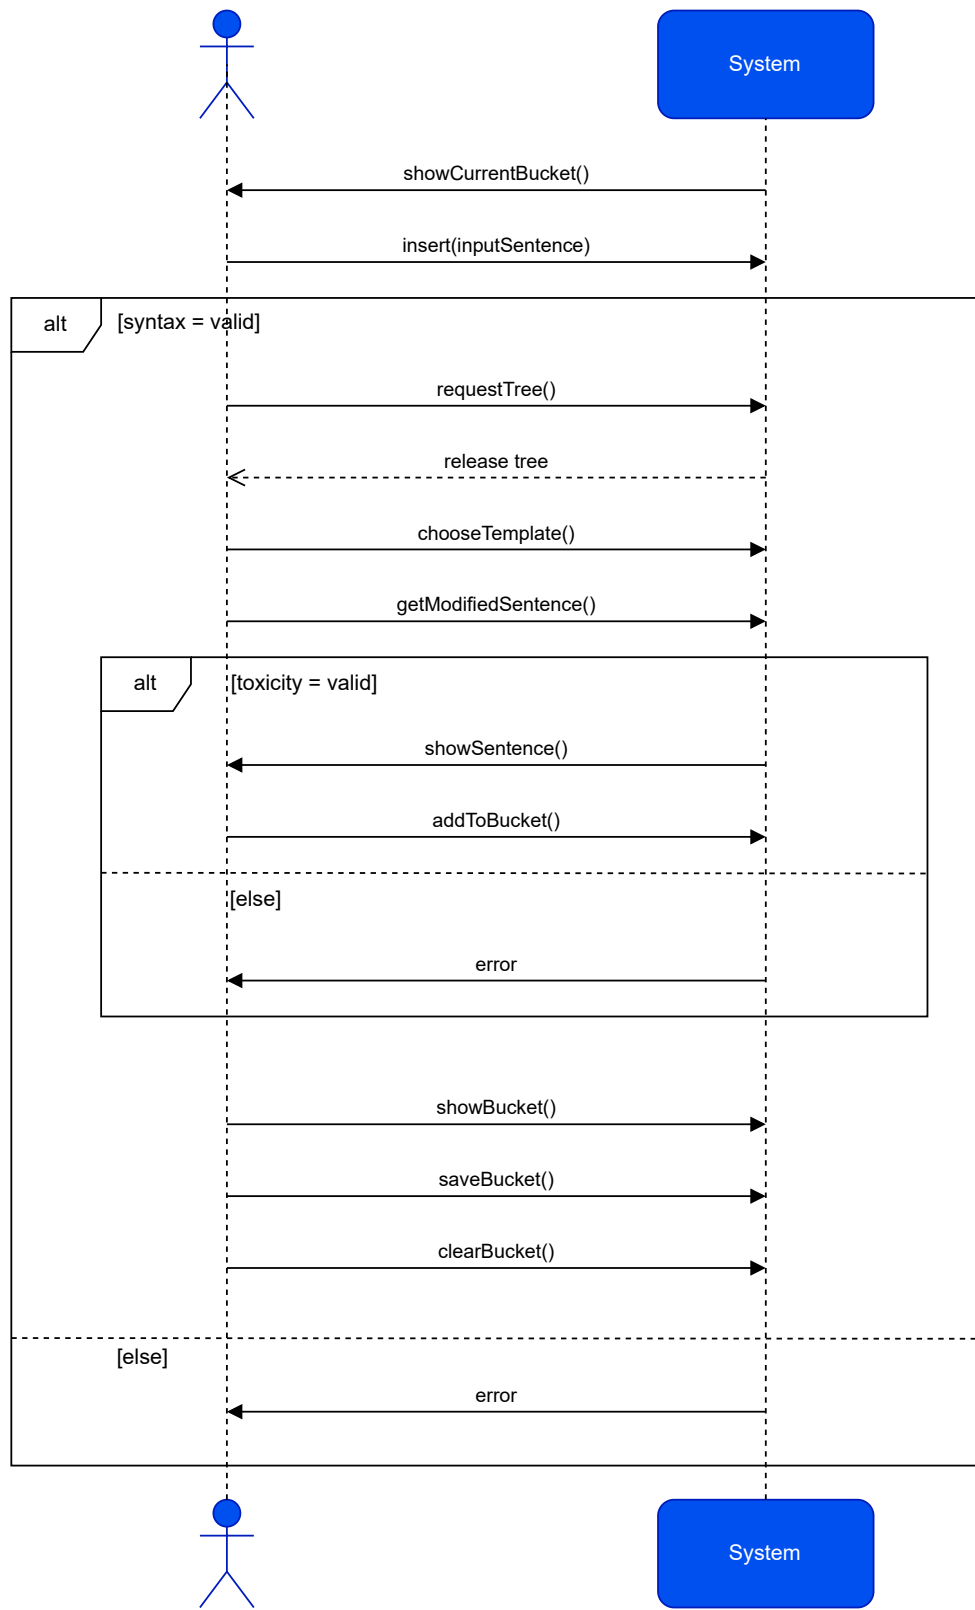 System
showCurrentBucket()
insert(inputSentence)
alt
[syntax = valid]
requestTree()
release tree
chooseTemplate()
getModifiedSentence()
alt
[toxicity = valid]
showSentence()
addToBucket()
[else]
error
showBucket()
saveBucket()
clearBucket()
[else]
error
System